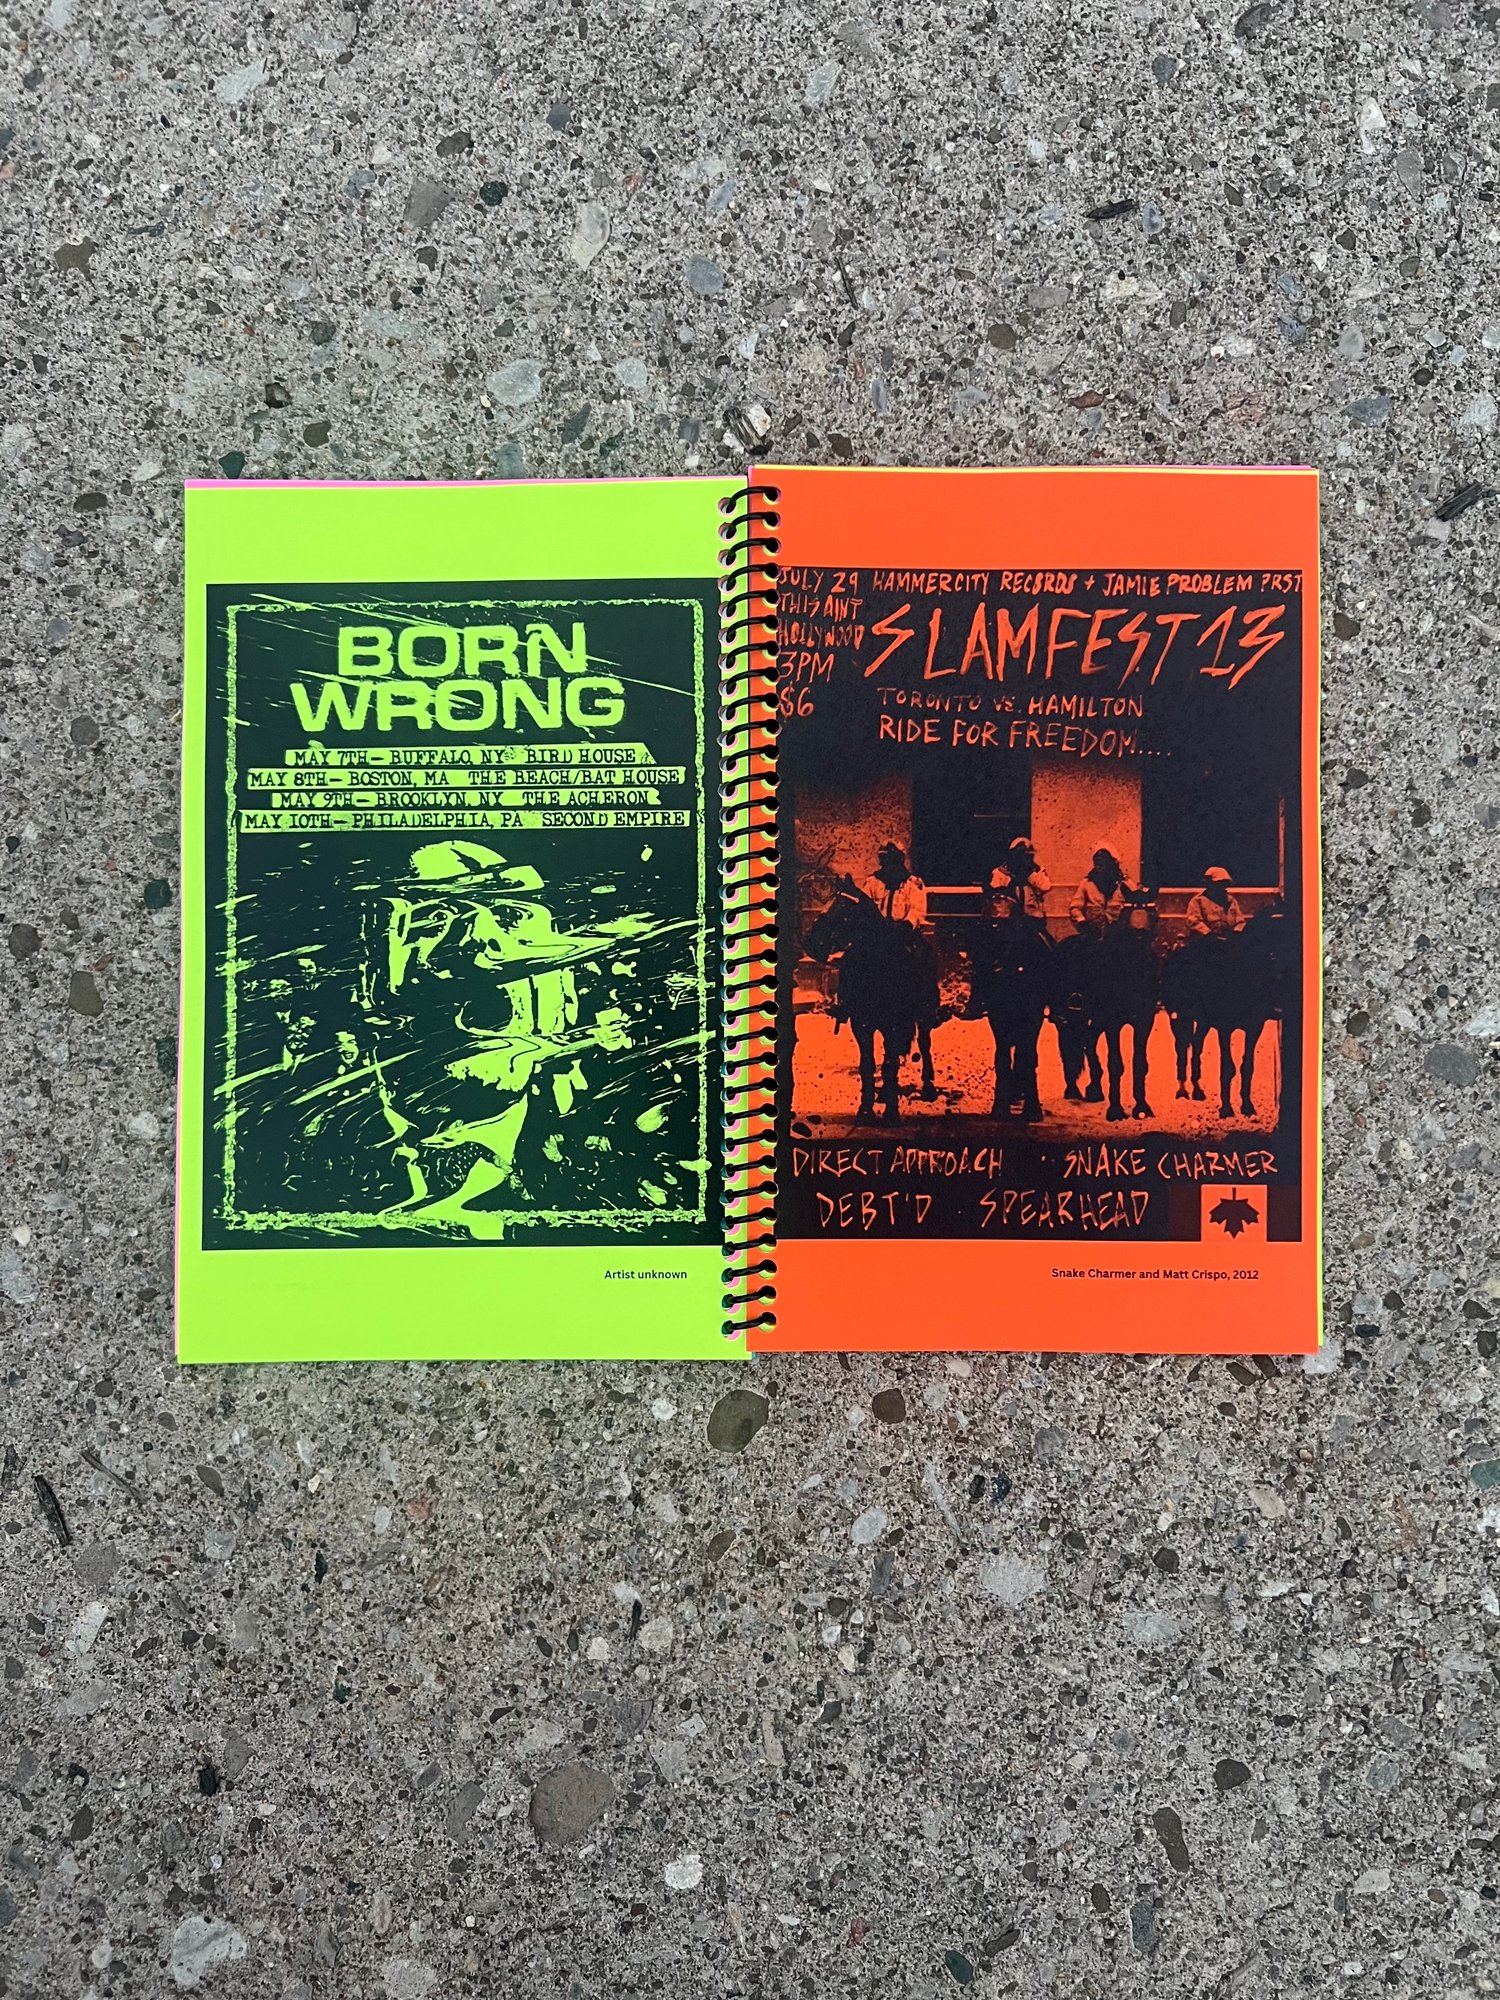 BORN
WRONG
MAY 7TH—BUFFALO, NY BIRD HOUSE
MAY 8TH—BOSTON, MA THE BEACH/BAT HOUSE
MAY 9TH—BROOKLYN, NY THE ACHERON
MAY 10TH—PHILADELPHIA, PA SECOND EMPIRE
Artist unknown
JULY 29 HAMMERCITY RECORDS + JAMIE PROBLEM PRST
THIS AINT
HOLLYWOOD
3PM
$6
SLAMFEST 13
TORONTO VS. HAMILTON
RIDE FOR FREEDOM....
DIRECT APPROACH · SNAKE CHARMER
DEBT'D · SPEARHEAD
Snake Charmer and Matt Crispo, 2012